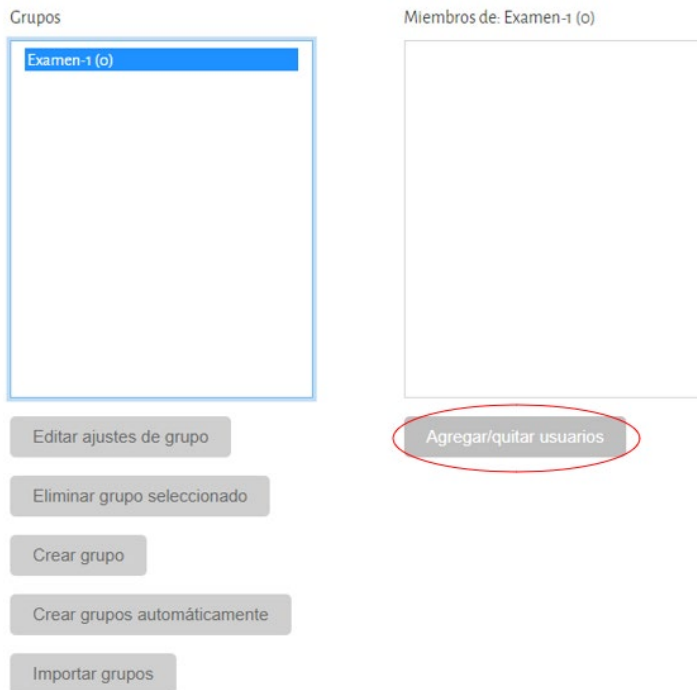 Grupos
Examen-1 (0)
Editar ajustes de grupo
Eliminar grupo seleccionado
Crear grupo
Crear grupos automáticamente
Importar grupos
Miembros de: Examen-1 (0)
Agregar/quitar usuarios